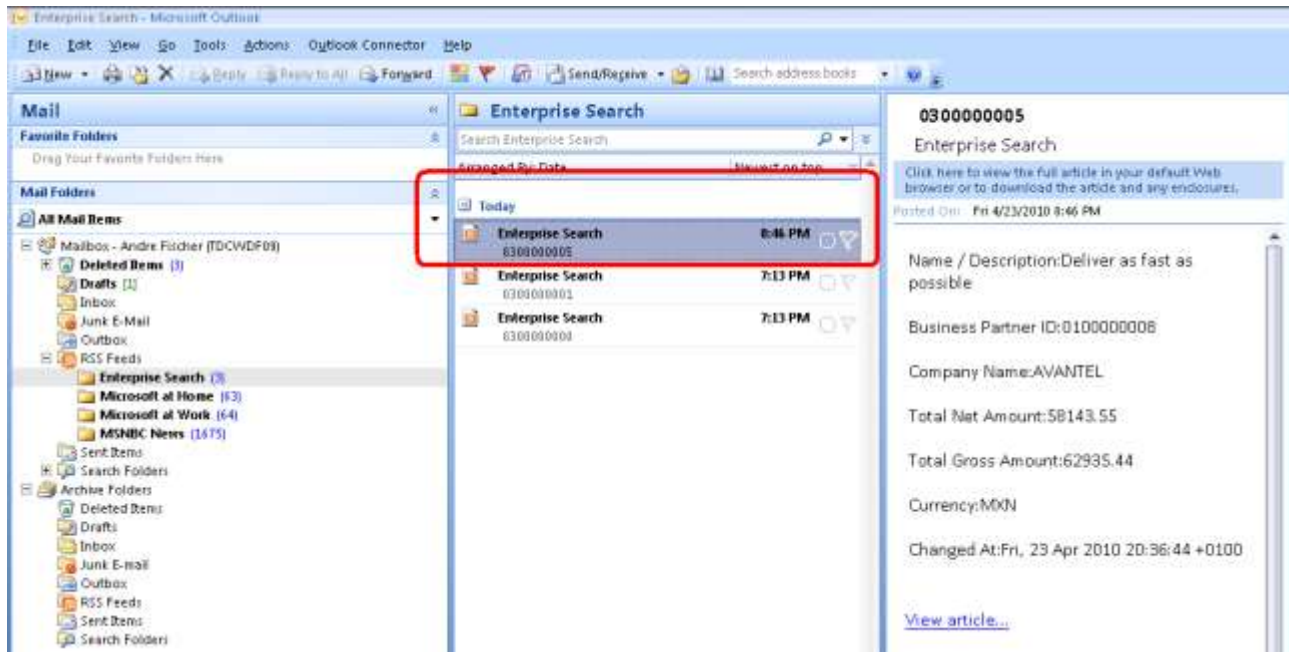 Enterprise Search - Microsoft Outlook
File Edit View Go Tools Actions Outlook Connector Help
New Reply Reply to All Forward Send/Receive Search address books
Mail
Favorite Folders
Drag Your Favorite Folders Here
Mail Folders
All Mail Items
Mailbox - Andre Fischer (TDCWDF09)
Deleted Items (3)
Drafts [1]
Inbox
Junk E-Mail
Outbox
RSS Feeds
Enterprise Search (3)
Microsoft at Home (63)
Microsoft at Work (64)
MSNBC News (1675)
Sent Items
Search Folders
Archive Folders
Deleted Items
Drafts
Inbox
Junk E-mail
Outbox
RSS Feeds
Sent Items
Search Folders
Enterprise Search
Search Enterprise Search
Arranged By: Date Newest on top
Today
Enterprise Search 8:46 PM
0300000005
Enterprise Search 7:13 PM
0300000001
Enterprise Search 7:13 PM
0300000005
Enterprise Search
Click here to view the full article in your default Web
browser or to download the article and any enclosures.
Posted On: Fri 4/23/2010 8:46 PM
Name / Description:Deliver as fast as
possible
Business Partner ID:0100000008
Company Name:AVANTEL
Total Net Amount:58143.55
Total Gross Amount:62935.44
Currency:MXN
Changed At:Fri, 23 Apr 2010 20:36:44 +0100
View article...